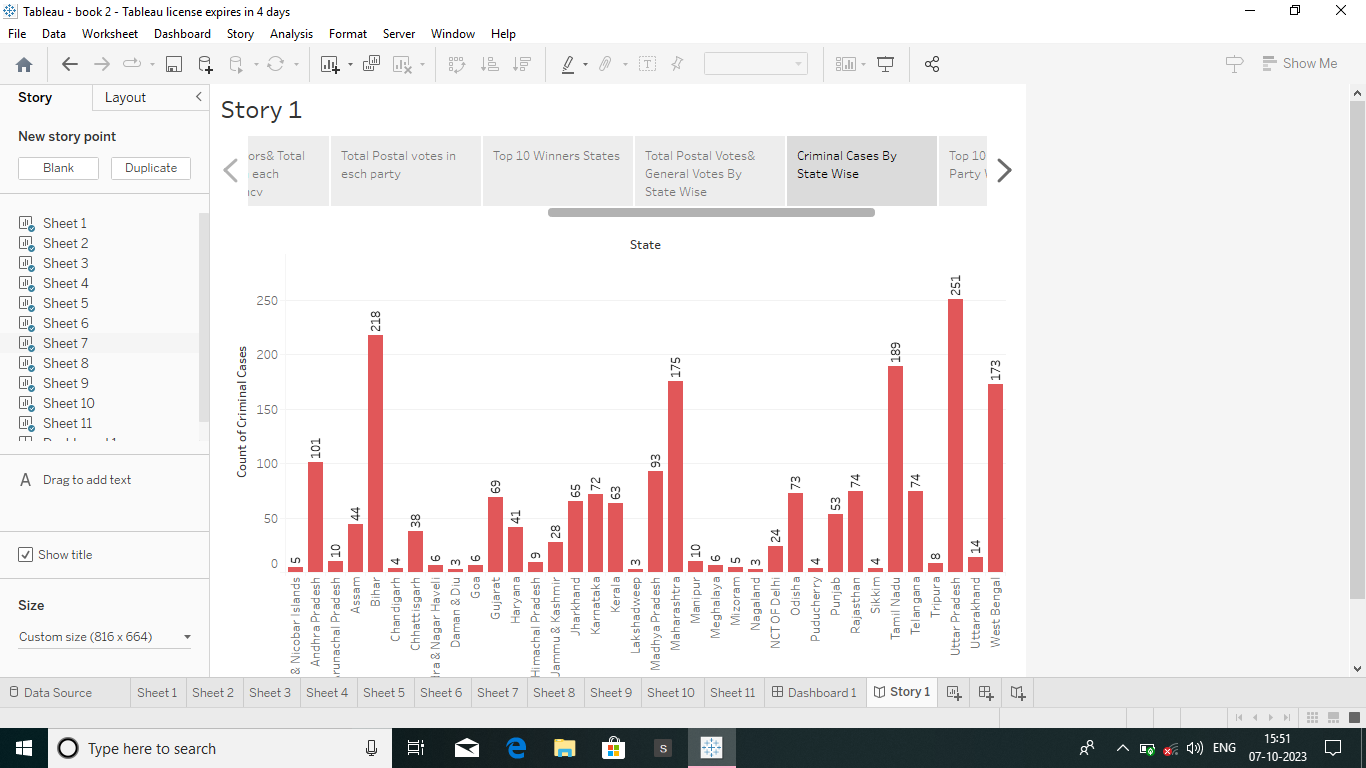 Tableau - book 2 - Tableau license expires in 4 days
File Data Worksheet Dashboard Story Analysis Format Server Window Help
Show Me
Story Layout
New story point
Blank Duplicate
Sheet 1
Sheet 2
Sheet 3
Sheet 4
Sheet 5
Sheet 6
Sheet 7
Sheet 8
Sheet 9
Sheet 10
Sheet 11
A Drag to add text
Show title
Size
Custom size (816 x 664)
Story 1
ors& Total
each
Total Postal votes in
esch party
Top 10 Winners States
Total Postal Votes&
General Votes By
State Wise
Criminal Cases By
State Wise
Top 10
Party
State
Count of Criminal Cases
250
200
150
100
50
0
5
101
10
44
218
4
38
6
3
6
69
41
9
28
65
72
63
3
93
175
10
6
5
3
24
73
4
53
74
4
189
74
8
251
14
173
& Nicobar Islands
Andhra Pradesh
runachal Pradesh
Assam
Bihar
Chandigarh
Chhattisgarh
ra & Nagar Haveli
Daman & Diu
Goa
Gujarat
Haryana
Himachal Pradesh
Jammu & Kashmir
Jharkhand
Karnataka
Kerala
Lakshadweep
Madhya Pradesh
Maharashtra
Manipur
Meghalaya
Mizoram
Nagaland
NCT OF Delhi
Odisha
Puducherry
Punjab
Rajasthan
Sikkim
Tamil Nadu
Telangana
Tripura
Uttar Pradesh
Uttarakhand
West Bengal
Data Source Sheet 1 Sheet 2 Sheet 3 Sheet 4 Sheet 5 Sheet 6 Sheet 7 Sheet 8 Sheet 9 Sheet 10 Sheet 11 Dashboard 1 Story 1
Type here to search
S
ENG
15:51
07-10-2023